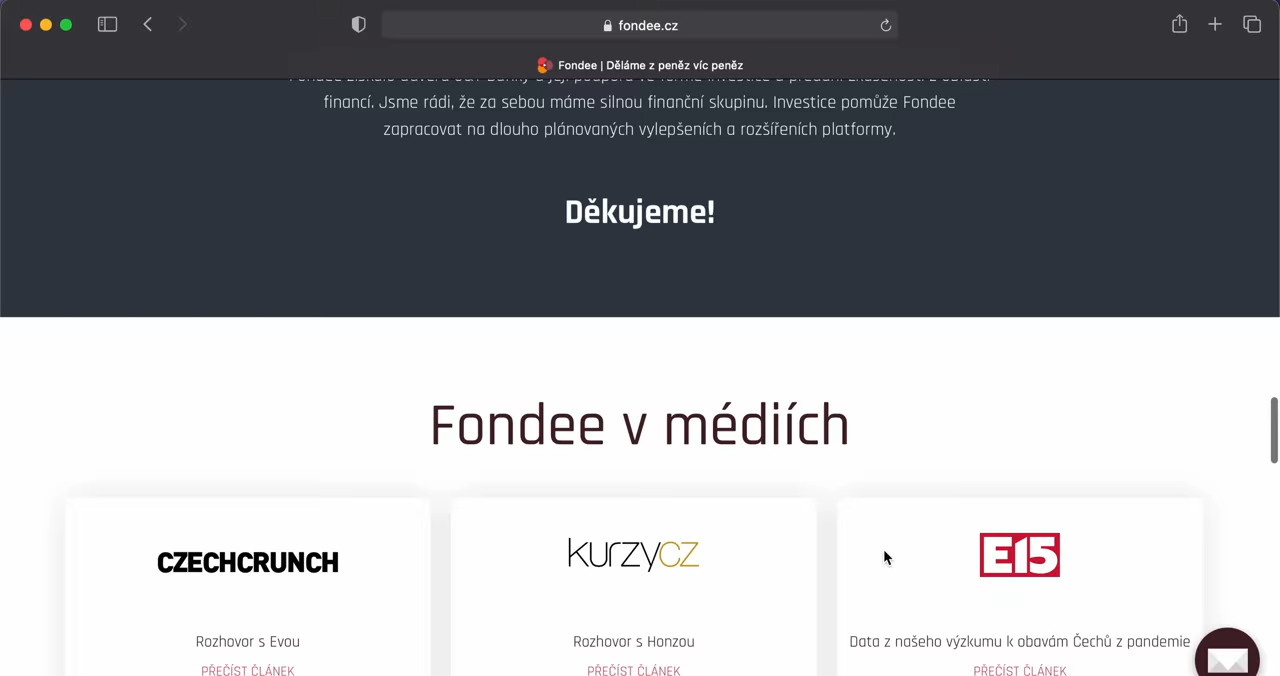 fondee.cz
Fondee | Děláme z peněz víc peněz
financí. Jsme rádi, že za sebou máme silnou finanční skupinu. Investice pomůže Fondee
zapracovat na dlouho plánovaných vylepšeních a rozšířeních platformy.
Děkujeme!
Fondee v médiích
CZECHCRUNCH
kurzycz
E15
Rozhovor s Evou
Rozhovor s Honzou
Data z našeho výzkumu k obavám Čechů z pandemie
PŘEČÍST ČLÁNEK
PŘEČÍST ČLÁNEK
PŘEČÍST ČLÁNEK